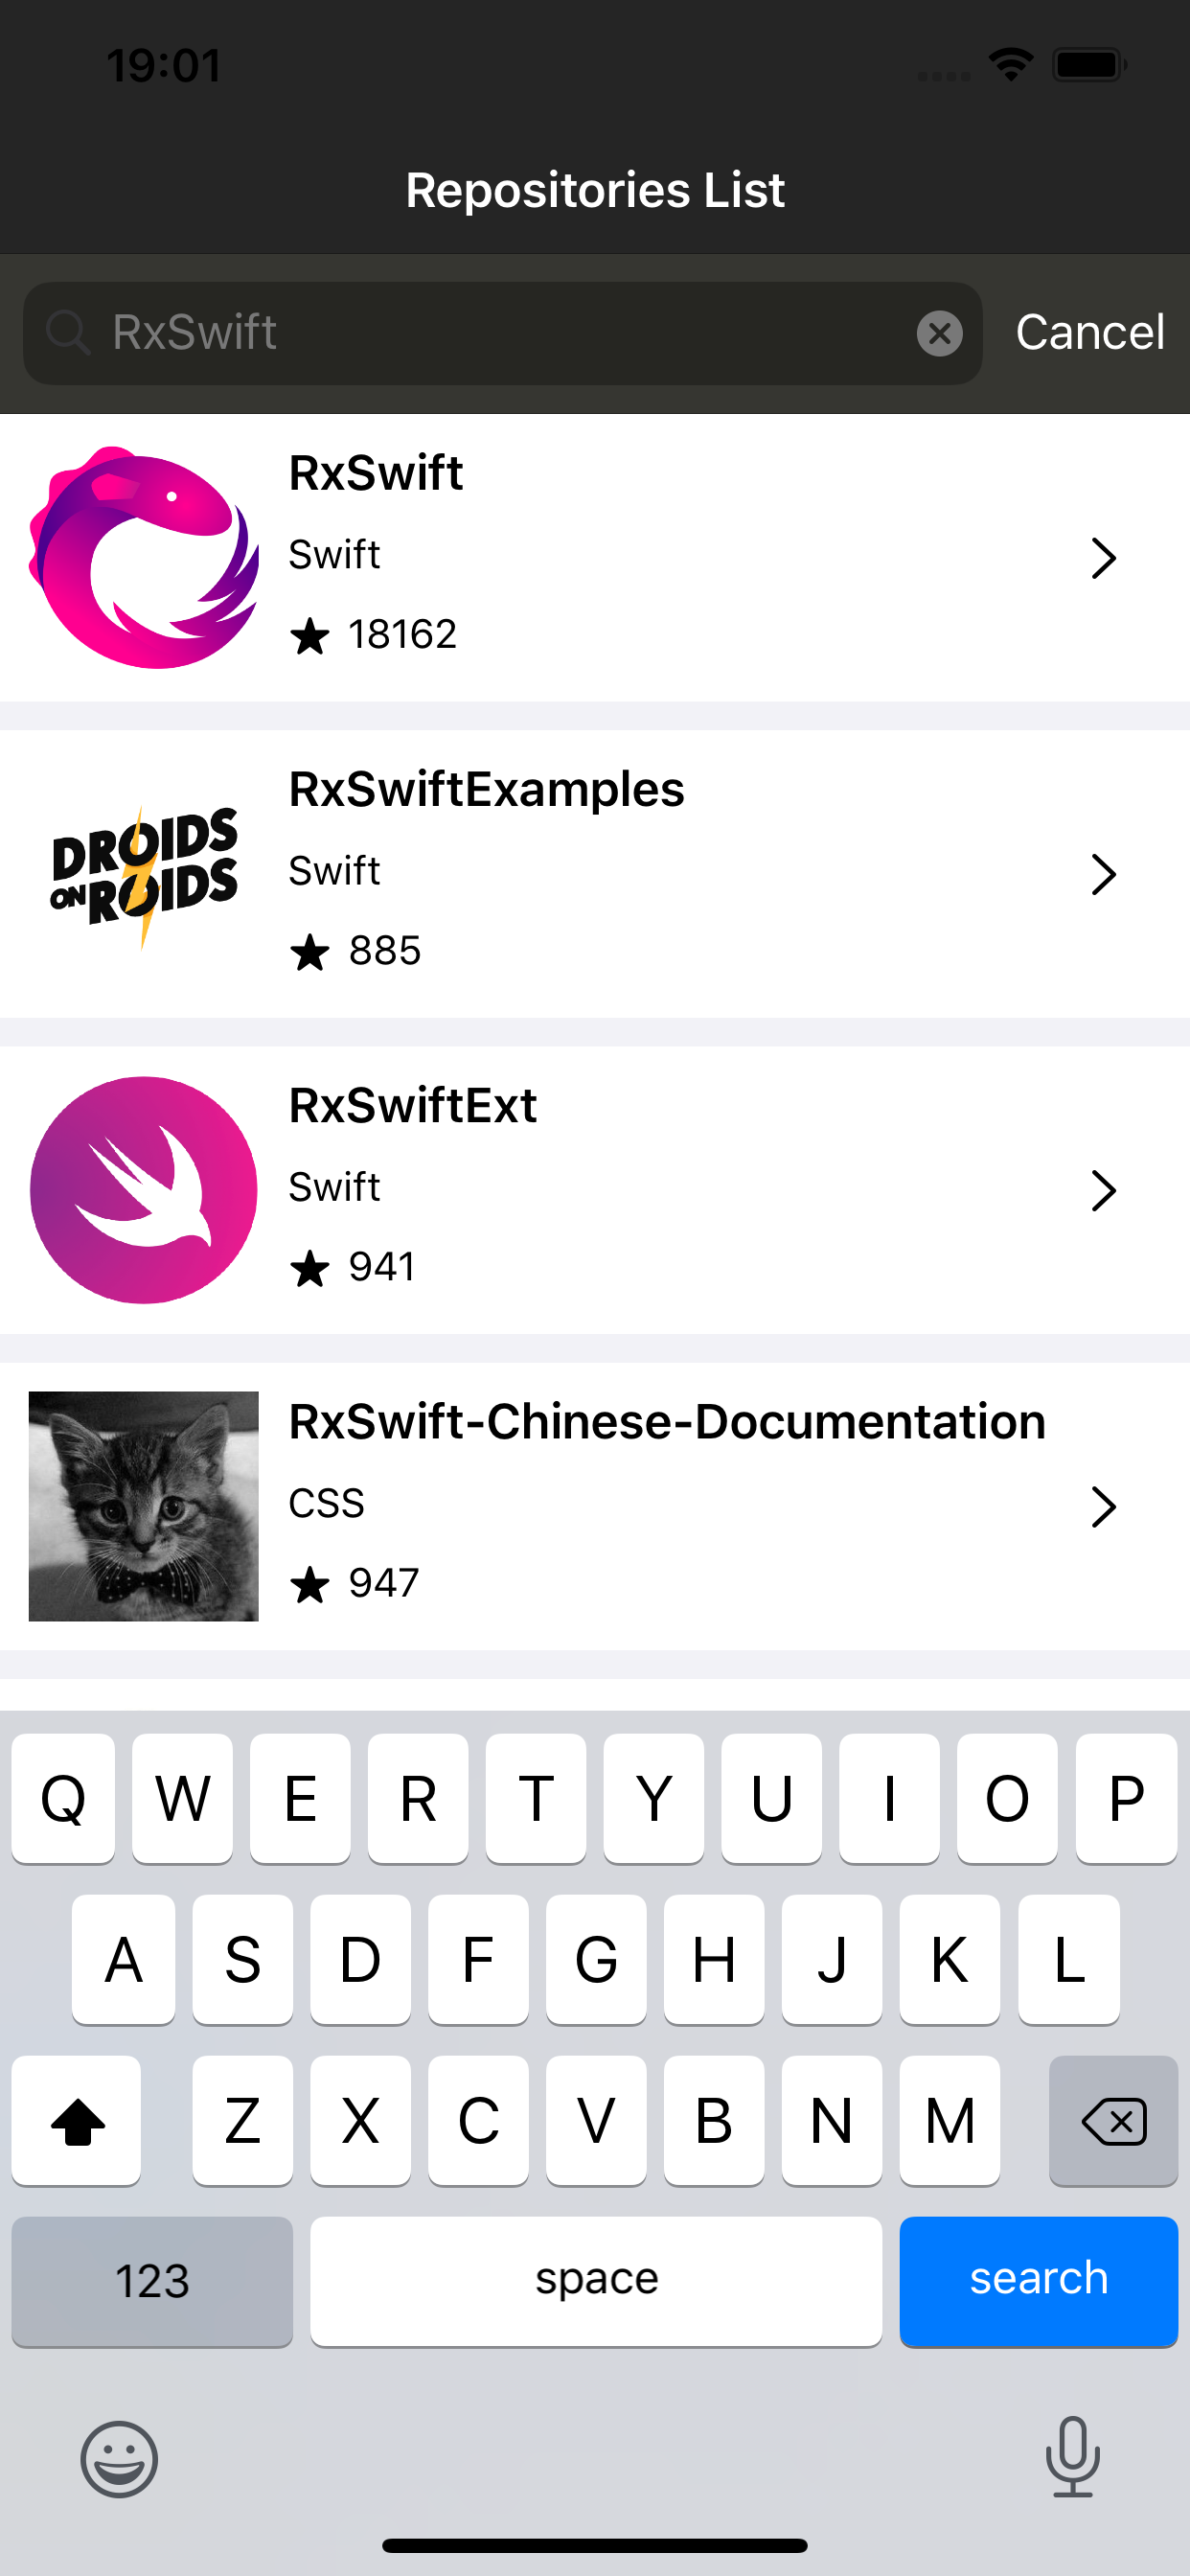 19:01
Repositories List
RxSwift
Cancel
RxSwift
Swift
18162
DROIDS
ON ROIDS
RxSwiftExamples
Swift
885
RxSwiftExt
Swift
941
RxSwift-Chinese-Documentation
CSS
947
Q W E R T Y U I O P
A S D F G H J K L
Z X C V B N M
123 space search